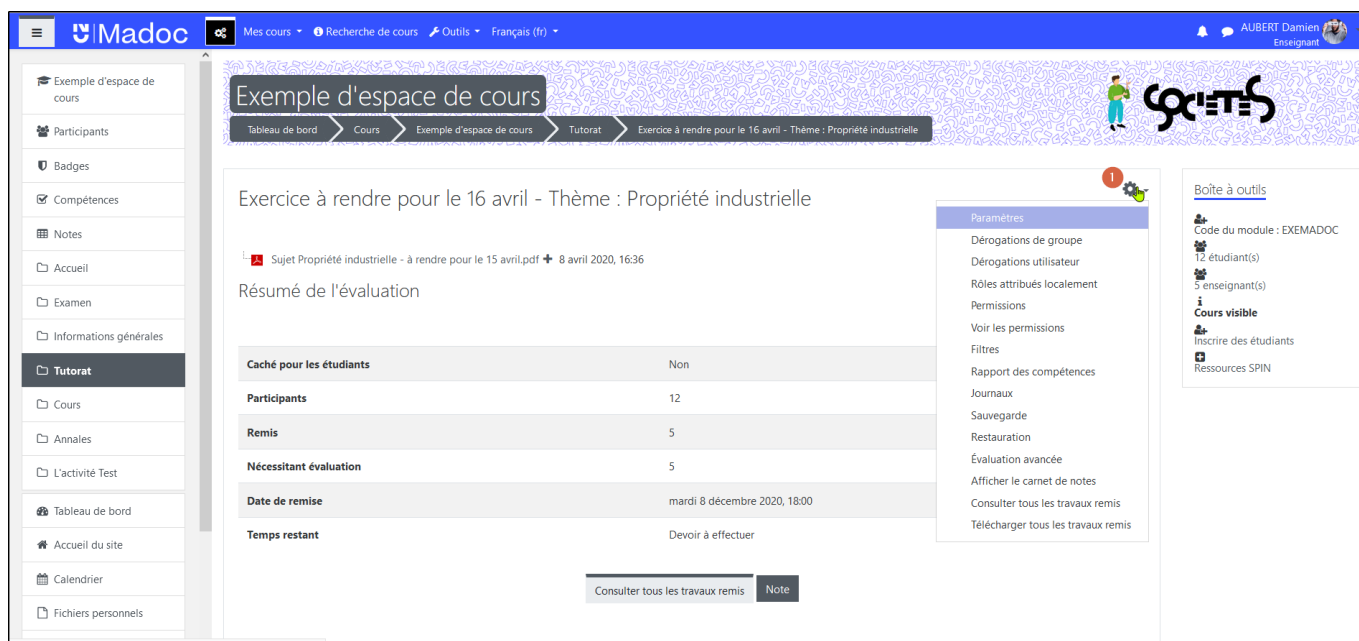 Madoc
Mes cours
Recherche de cours
Outils
Français (fr)
AUBERT Damien
Enseignant
Exemple d'espace de
cours
Participants
Badges
Compétences
Notes
Accueil
Examen
Informations générales
Tutorat
Cours
Annales
L'activité Test
Tableau de bord
Accueil du site
Calendrier
Fichiers personnels
Exemple d'espace de cours
Tableau de bord
Cours
Exemple d'espace de cours
Tutorat
Exercice à rendre pour le 16 avril - Thème : Propriété industrielle
SOCIETES
Exercice à rendre pour le 16 avril - Thème : Propriété industrielle
1
Sujet Propriété industrielle - à rendre pour le 15 avril.pdf + 8 avril 2020, 16:36
Résumé de l'évaluation
Caché pour les étudiants Non
Participants 12
Remis 5
Nécessitant évaluation 5
Date de remise mardi 8 décembre 2020, 18:00
Temps restant Devoir à effectuer
Consulter tous les travaux remis
Note
Paramètres
Dérogations de groupe
Dérogations utilisateur
Rôles attribués localement
Permissions
Voir les permissions
Filtres
Rapport des compétences
Journaux
Sauvegarde
Restauration
Évaluation avancée
Afficher le carnet de notes
Consulter tous les travaux remis
Télécharger tous les travaux remis
Boîte à outils
Code du module : EXEMADOC
12 étudiant(s)
5 enseignant(s)
Cours visible
Inscrire des étudiants
Ressources SPIN